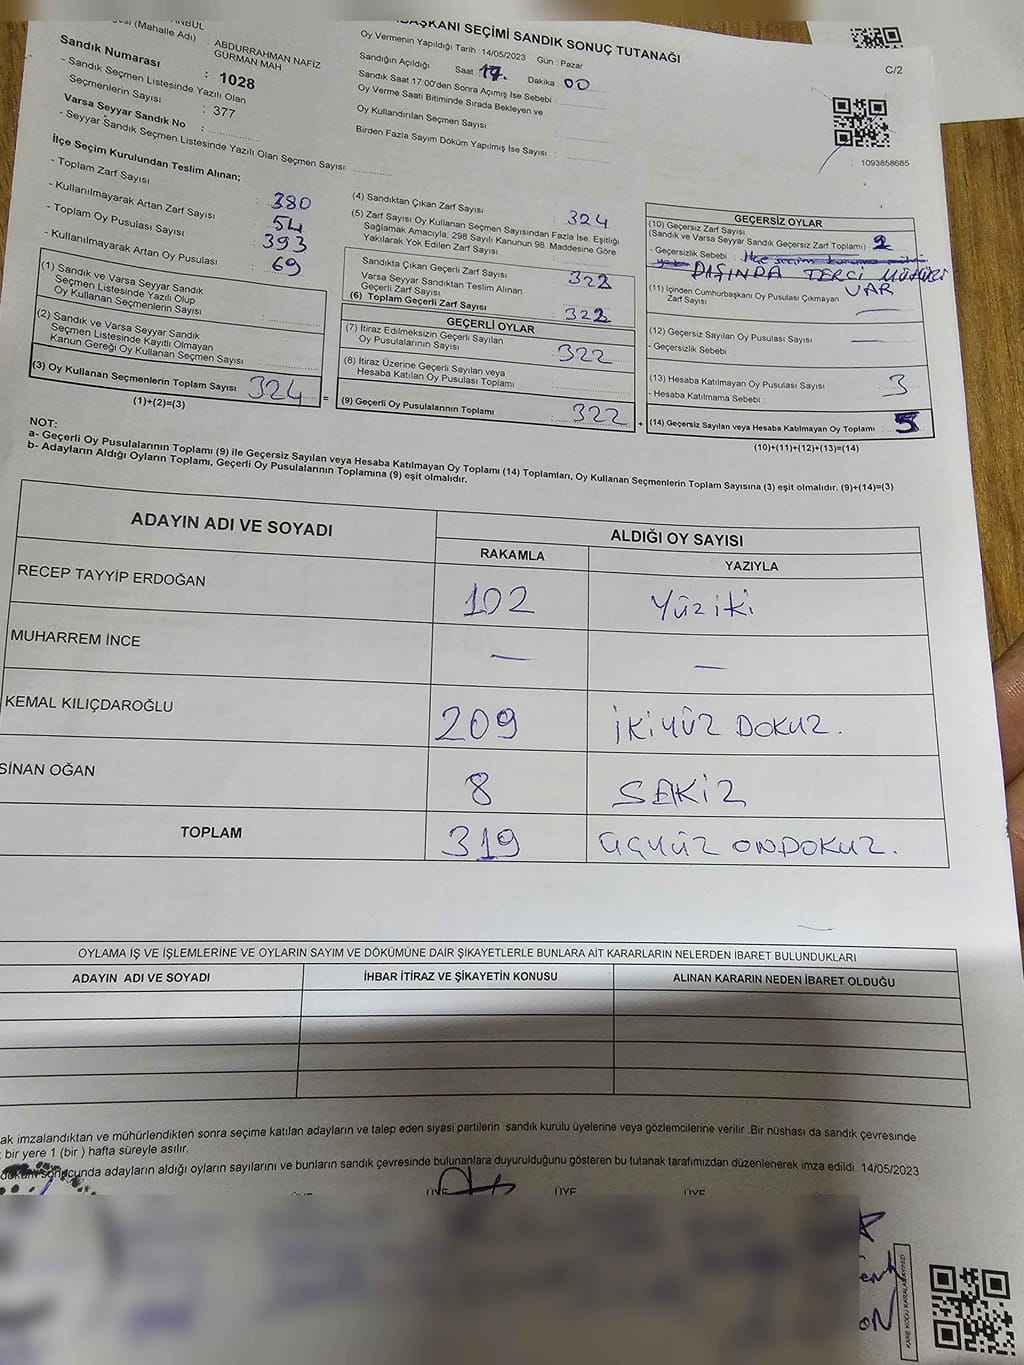 BAŞKANI SEÇİMİ SANDIK SONUÇ TUTANAĞI
(Mahalle Adı) : ABDURRAHMAN NAFİZ GÜRMAN MAH
Sandık Numarası : 1028
- Sandık Seçmen Listesinde Yazılı Olan Seçmenlerin Sayısı : 377
Varsa Seyyar Sandık No :
- Seyyar Sandık Seçmen Listesinde Yazılı Olan Seçmen Sayısı :
Oy Vermenin Yapıldığı Tarih : 14/05/2023 Gün : Pazar
Sandığın Açıldığı Saat 17. Dakika : 00
Sandık Saat 17:00'den Sonra Açımış İse Sebebi :
Oy Verme Saati Bitiminde Sırada Bekleyen ve
Oy Kullandırılan Seçmen Sayısı
Birden Fazla Sayım Döküm Yapılmış İse Sayısı :
C/2
1093858685
İlçe Seçim Kurulundan Teslim Alınan;
- Toplam Zarf Sayısı : 380
- Kullanılmayarak Artan Zarf Sayısı : 54
- Toplam Oy Pusulası Sayısı : 393
- Kullanılmayarak Artan Oy Pusulası : 69
(1) Sandık ve Varsa Seyyar Sandık
Seçmen Listesinde Yazılı Olup
Oy Kullanan Seçmenlerin Sayısı
(2) Sandık ve Varsa Seyyar Sandık
Seçmen Listesinde Kayıtlı Olmayan
Kanun Gereği Oy Kullanan Seçmen Sayısı
(3) Oy Kullanan Seçmenlerin Toplam Sayısı 324
(1)+(2)=(3)
(4) Sandıktan Çıkan Zarf Sayısı : 324
(5) Zarf Sayısı Oy Kullanan Seçmen Sayısından Fazla İse, Eşitliği
Sağlamak Amacıyla, 298 Sayılı Kanunun 98. Maddesine Göre
Yakılarak Yok Edilen Zarf Sayısı
Sandıkta Çıkan Geçerli Zarf Sayısı 322
Varsa Seyyar Sandıktan Teslim Alınan
Geçerli Zarf Sayısı
(6) Toplam Geçerli Zarf Sayısı : 322
GEÇERLİ OYLAR
(7) İtiraz Edilmeksizin Geçerli Sayılan
Oy Pusulalarının Sayısı : 322
(8) İtiraz Üzerine Geçerli Sayılan veya
Hesaba Katılan Oy Pusulası Toplamı
(9) Geçerli Oy Pusulalarının Toplamı 322
GEÇERSİZ OYLAR
(10) Geçersiz Zarf Sayısı
(Sandık ve Varsa Seyyar Sandık Geçersiz Zarf Toplamı) 2
- Geçersizlik Sebebi :
DIŞINDA TERCİ MÜHÜRÜ
VAR
(11) İçinden Cumhurbaşkanı Oy Pusulası Çıkmayan
Zarf Sayısı —
(12) Geçersiz Sayılan Oy Pusulası Sayısı : —
- Geçersizlik Sebebi
(13) Hesaba Katılmayan Oy Pusulası Sayısı 3
- Hesaba Katılmama Sebebi :
(14) Geçersiz Sayılan veya Hesaba Katılmayan Oy Toplamı : 5
(10)+(11)+(12)+(13)=(14)
NOT:
a- Geçerli Oy Pusulalarının Toplamı (9) ile Geçersiz Sayılan veya Hesaba Katılmayan Oy Toplamı (14) Toplamları, Oy Kullanan Seçmenlerin Toplam Sayısına (3) eşit olmalıdır. (9)+(14)=(3)
b- Adayların Aldığı Oyların Toplamı, Geçerli Oy Pusulalarının Toplamına (9) eşit olmalıdır.
ADAYIN ADI VE SOYADI ALDIĞI OY SAYISI
RAKAMLA YAZIYLA
RECEP TAYYİP ERDOĞAN 102 Yüz iki
MUHARREM İNCE — —
KEMAL KILIÇDAROĞLU 209 İKİYÜZ DOKUZ.
SİNAN OĞAN 8 SEKİZ
TOPLAM 319 ÜÇYÜZ ONDOKUZ.
OYLAMA İŞ VE İŞLEMLERİNE VE OYLARIN SAYIM VE DÖKÜMÜNE DAİR ŞİKAYETLERLE BUNLARA AİT KARARLARIN NELERDEN İBARET BULUNDUKLARI
ADAYIN ADI VE SOYADI İHBAR İTİRAZ VE ŞİKAYETİN KONUSU ALINAN KARARIN NEDEN İBARET OLDUĞU
ak imzalandıktan ve mühürlendikten sonra seçime katılan adayların ve talep eden siyasi partilerin sandık kurulu üyelerine veya gözlemcilerine verilir .Bir nüshası da sandık çevresinde
bir yere 1 (bir ) hafta süreyle asılır.
sonucunda adayların aldığı oyların sayılarını ve bunların sandık çevresinde bulunanlara duyurulduğunu gösteren bu tutanak tarafımızdan düzenlenerek imza edildi. 14/05/2023
ÜYE ÜYE ÜYE